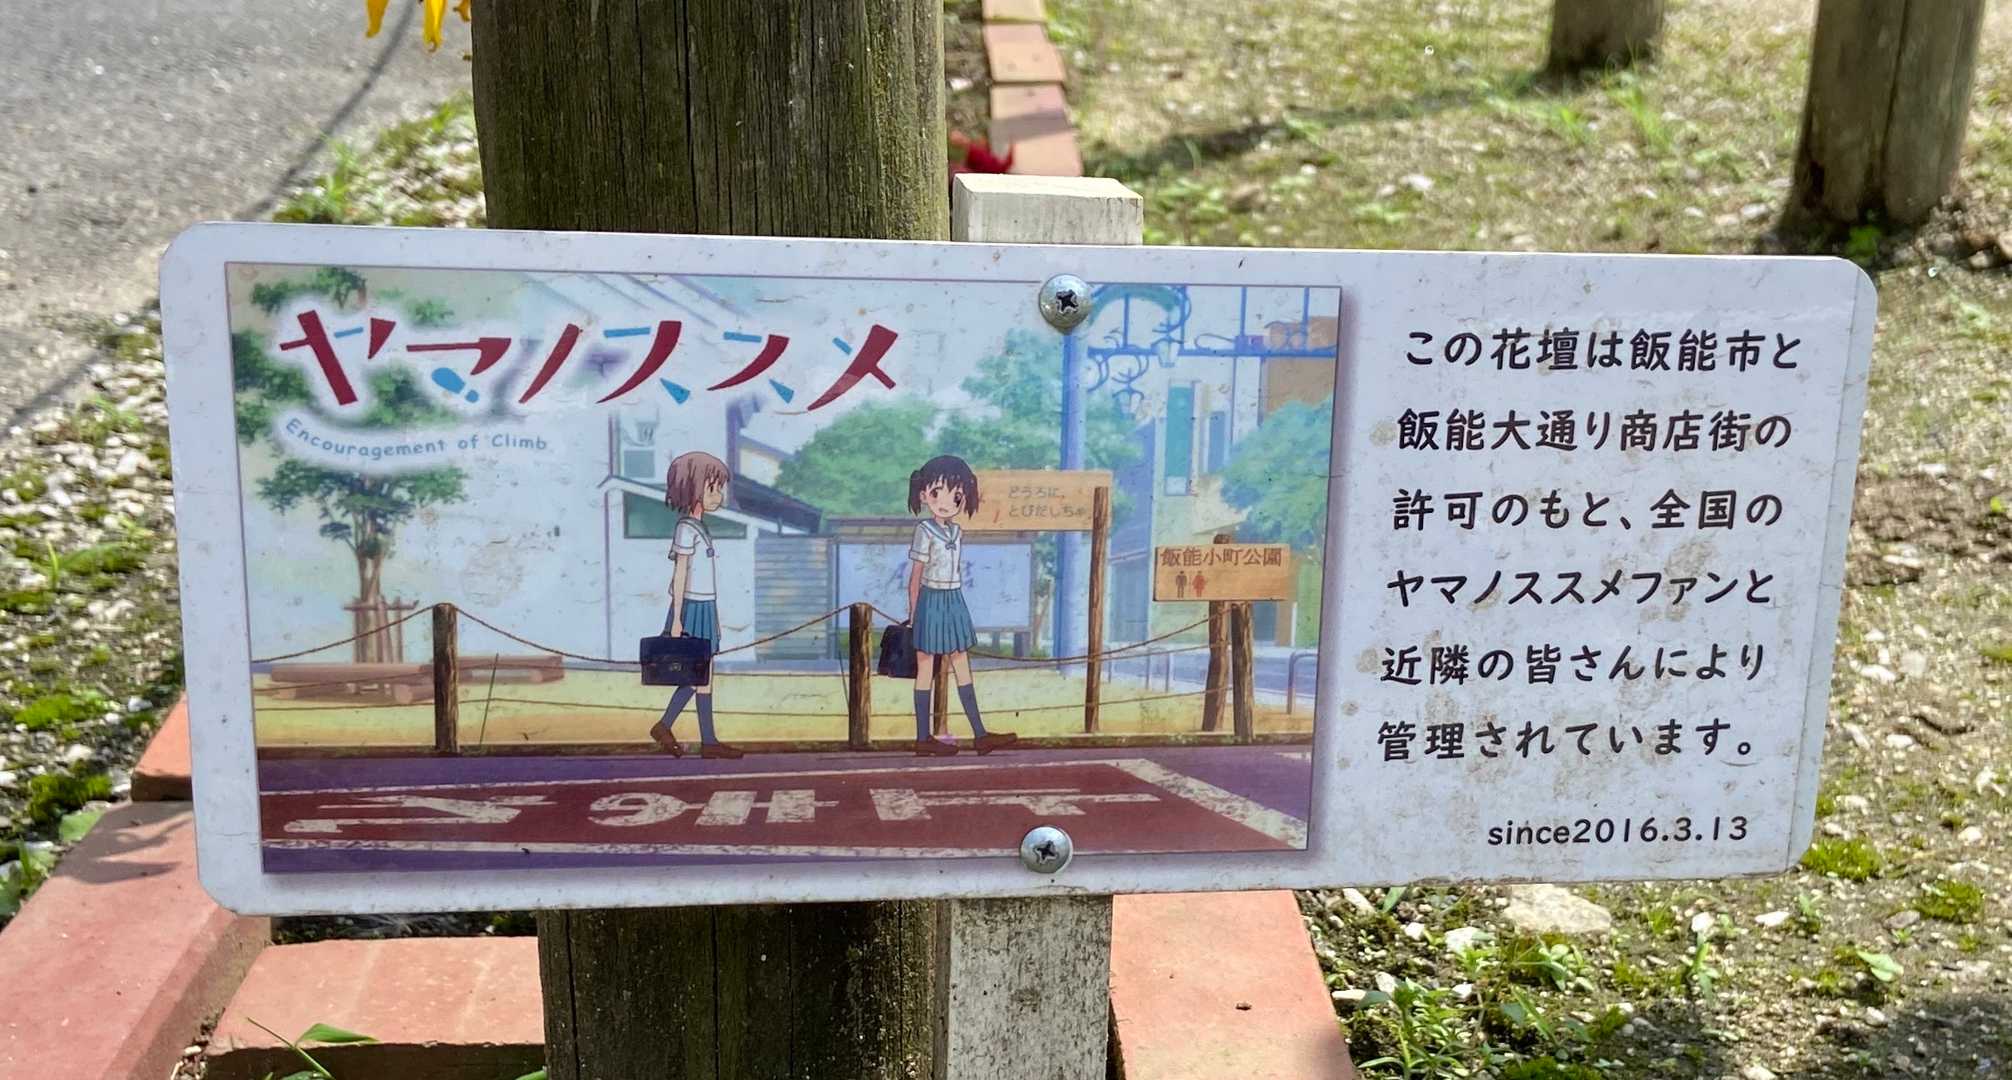 ヤマノススメ
Encouragement of Climb
どうろに、
とびだしちゃ
飯能小町公園
この花壇は飯能市と
飯能大通り商店街の
許可のもと、全国の
ヤマノススメファンと
近隣の皆さんにより
管理されています。
since2016.3.13